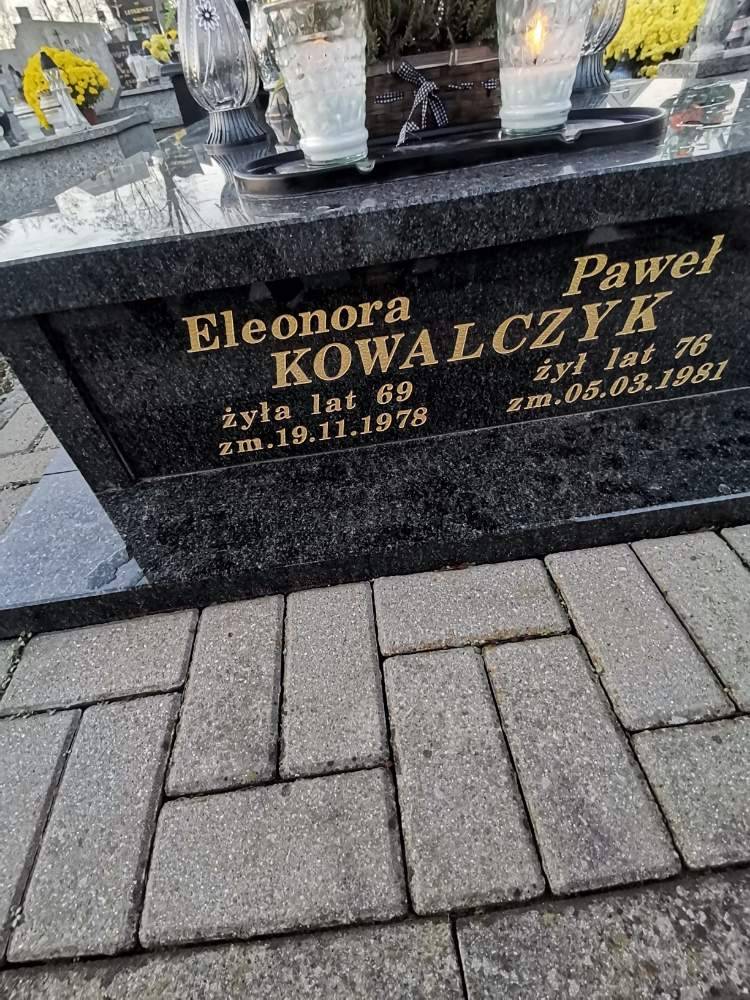 Eleonora Paweł
KOWALCZYK
żyła lat 69 żył lat 76
zm.19.11.1978 zm.05.03.1981